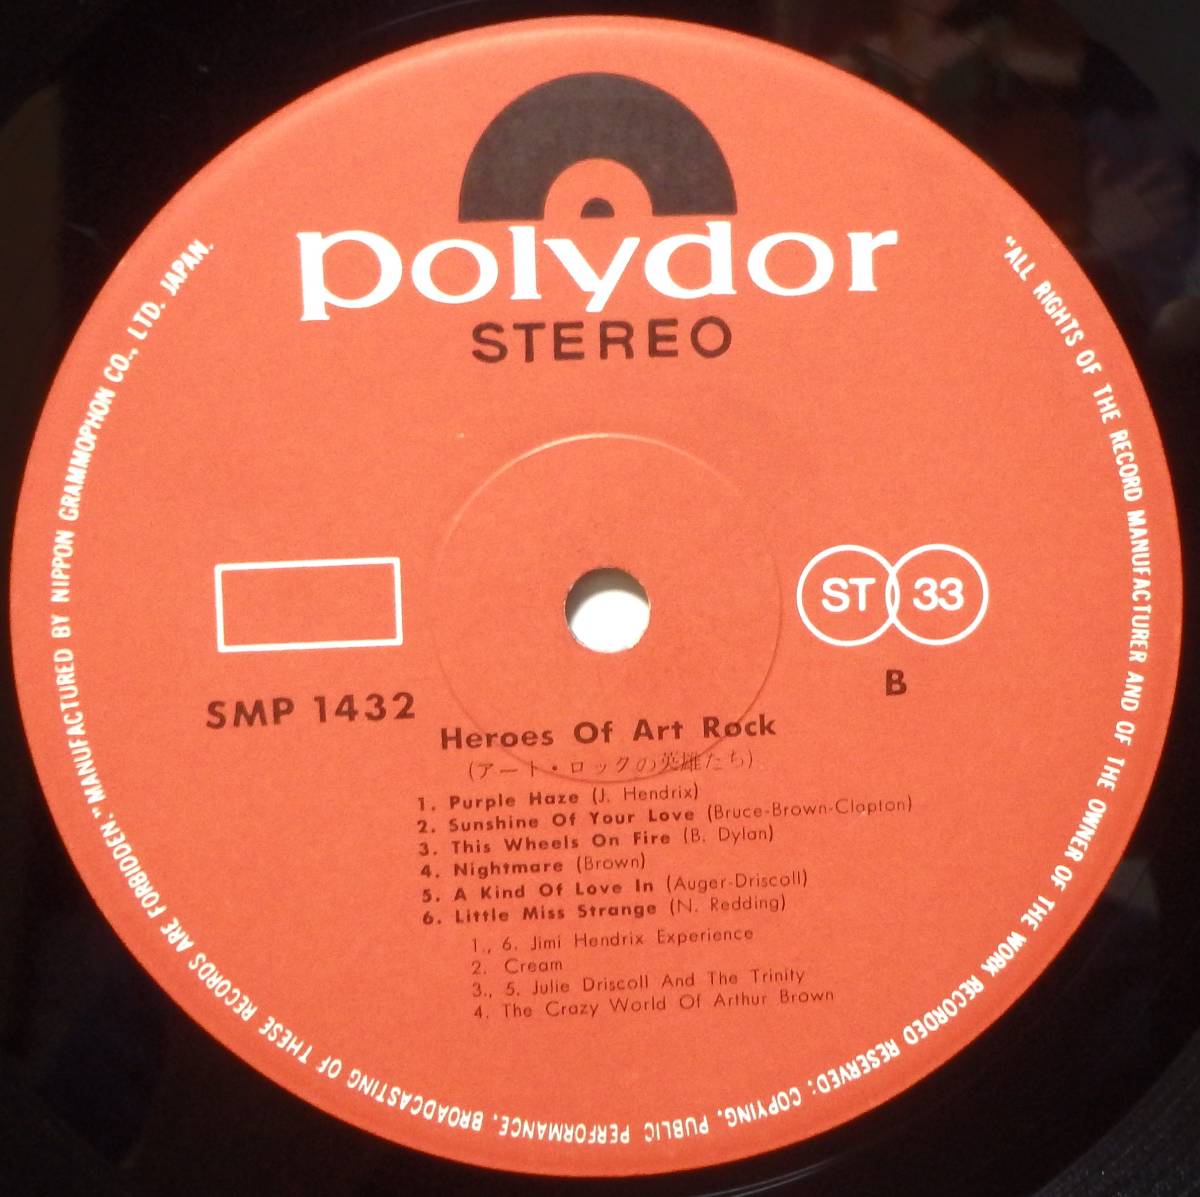 polydor
STEREO
ST 33
B
SMP 1432
Heroes Of Art Rock
(アート・ロックの英雄たち)
1. Purple Haze (J. Hendrix)
2. Sunshine Of Your Love (Bruce-Brown-Clapton)
3. This Wheels On Fire (B. Dylan)
4. Nightmare (Brown)
5. A Kind Of Love In (Auger-Driscoll)
6. Little Miss Strange (N. Redding)
1., 6. Jimi Hendrix Experience
2. Cream
3., 5. Julie Driscoll And The Trinity
4. The Crazy World Of Arthur Brown
"ALL RIGHTS OF THE RECORD MANUFACTURER AND OF THE OWNER OF THE WORK RECORDED RESERVED: COPYING, PUBLIC PERFORMANCE, BROADCASTING OF THESE RECORDS ARE FORBIDDEN." MANUFACTURED BY NIPPON GRAMMOPHON CO., LTD. JAPAN.